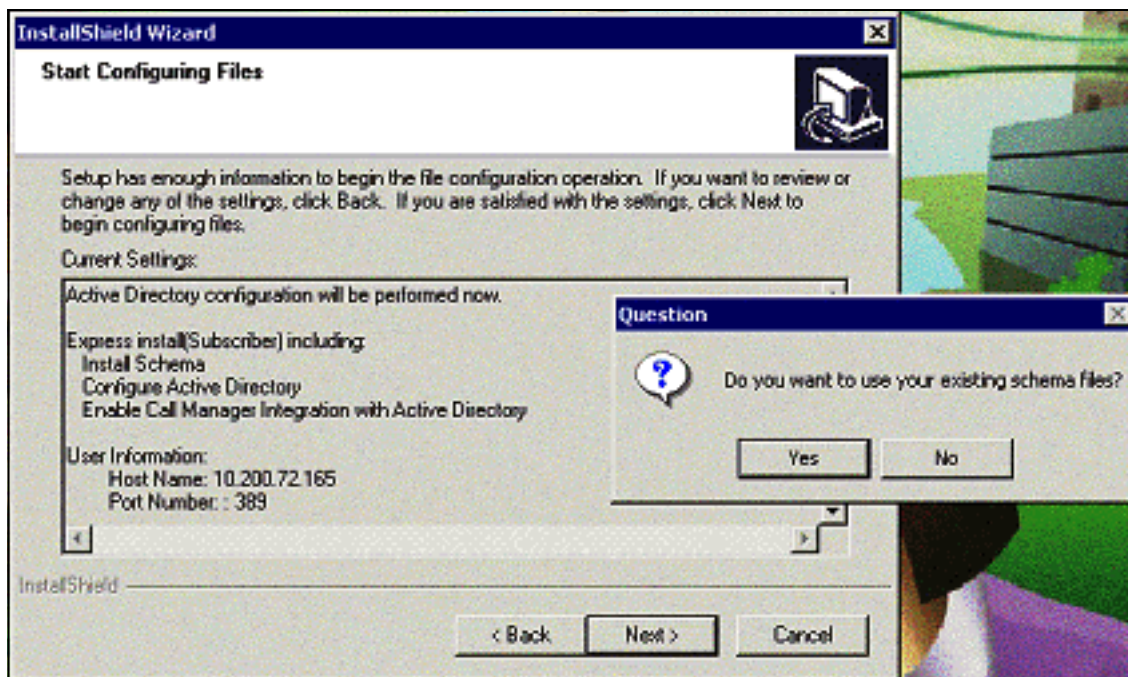 InstallShield Wizard
Start Configuring Files
Setup has enough information to begin the file configuration operation. If you want to review or
change any of the settings, click Back. If you are satisfied with the settings, click Next to
begin configuring files.
Current Settings:
Active Directory configuration will be performed now.
Express install(Subscriber) including:
Install Schema
Configure Active Directory
Enable Call Manager Integration with Active Directory
User Information:
Host Name: 10.200.72.165
Port Number: : 389
InstallShield
< Back
Next >
Cancel
Question
Do you want to use your existing schema files?
Yes
No